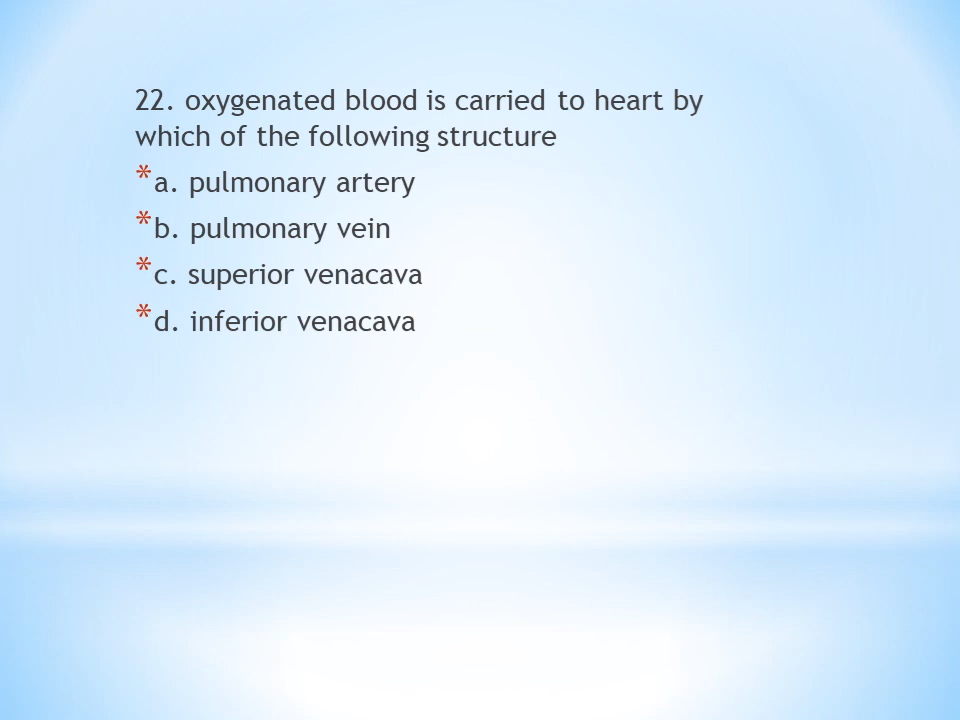 22. oxygenated blood is carried to heart by
which of the following structure
*a. pulmonary artery
*b. pulmonary vein
*c. superior venacava
*d. inferior venacava